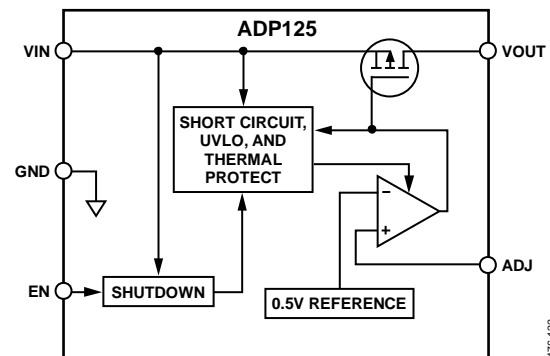 ADP125
VIN
VOUT
SHORT CIRCUIT,
UVLO, AND
THERMAL
PROTECT
GND
−
+
ADJ
EN
SHUTDOWN
0.5V REFERENCE